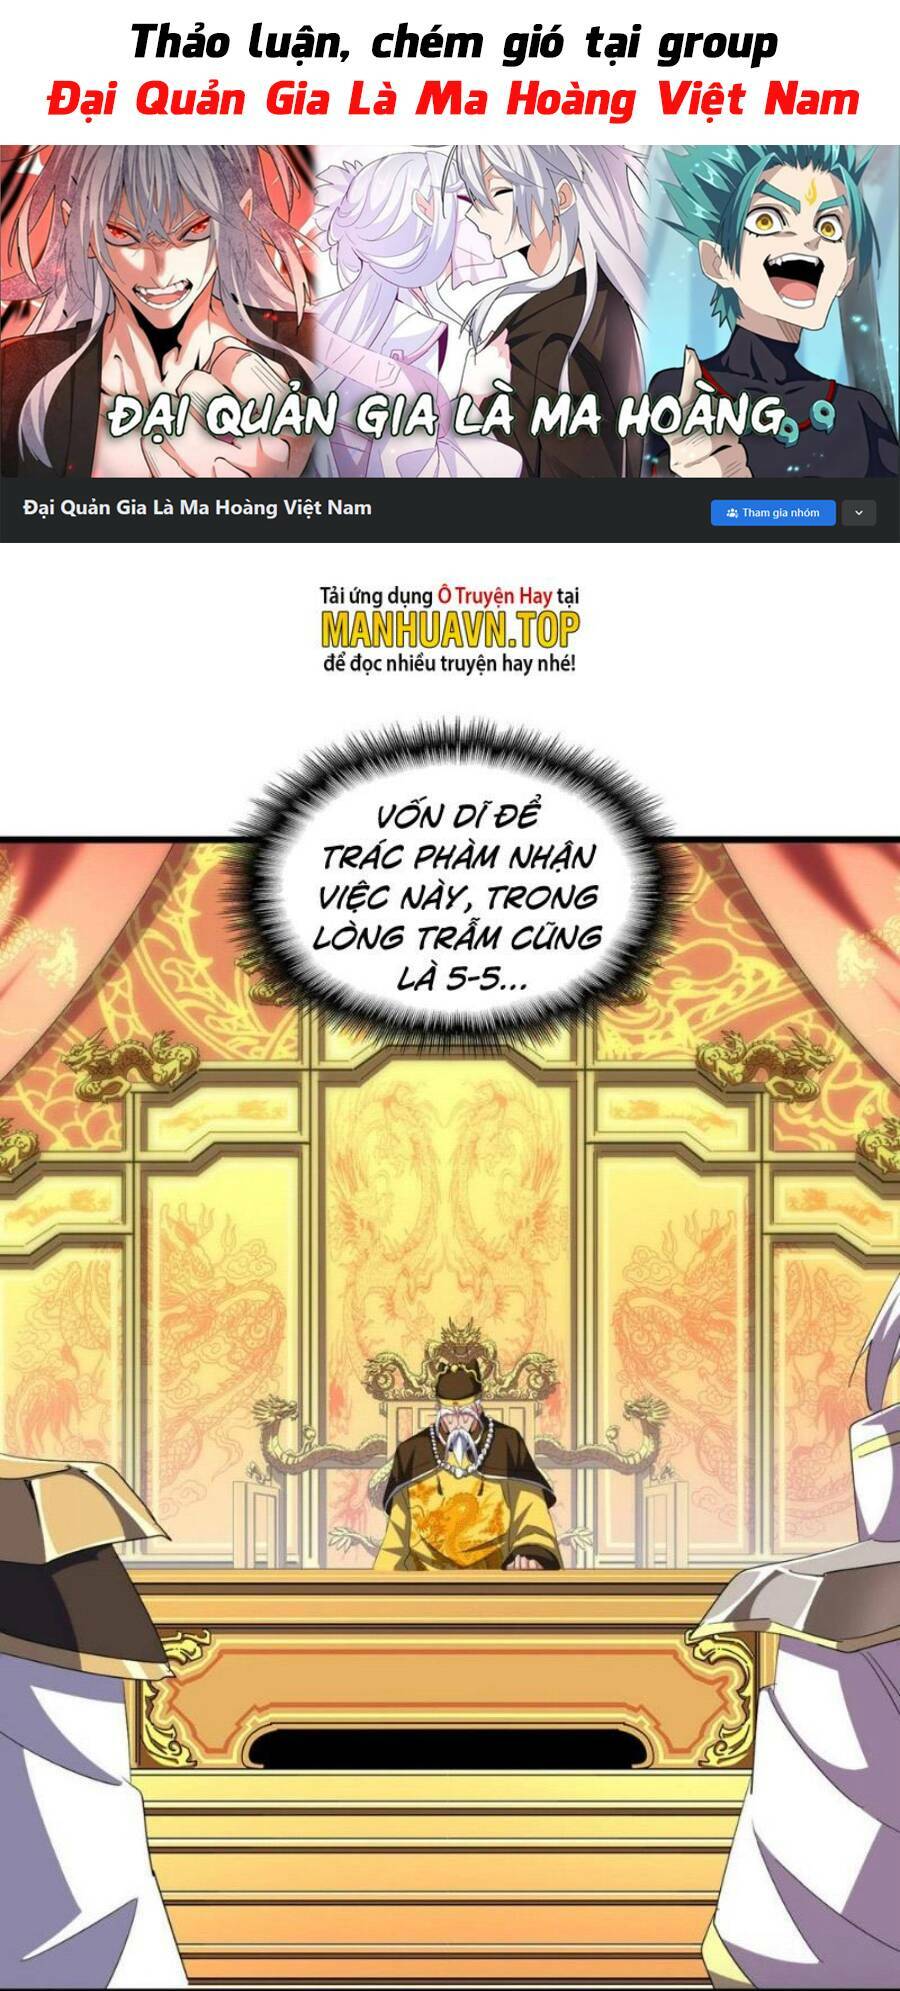 Thảo luận, chém gió tại group
Đại Quản Gia Là Ma Hoàng Việt Nam
ĐẠI QUẢN GIA LÀ MA HOÀNG
Đại Quản Gia Là Ma Hoàng Việt Nam
Tham gia nhóm
Tải ứng dụng Ô Truyện Hay tại
MANHUAVN.TOP
để đọc nhiều truyện hay nhé!
VỐN DĨ ĐỂ
TRÁC PHÀM NHẬN
VIỆC NÀY, TRONG
LÒNG TRẪM CŨNG
LÀ 5-5...